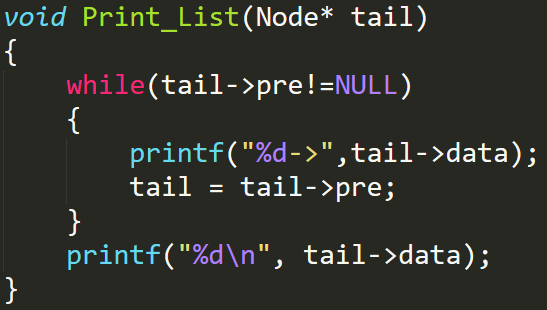 void Print_List(Node* tail)
{
    while(tail->pre!=NULL)
    {
        printf("%d->",tail->data);
        tail = tail->pre;
    }
    printf("%d\n", tail->data);
}